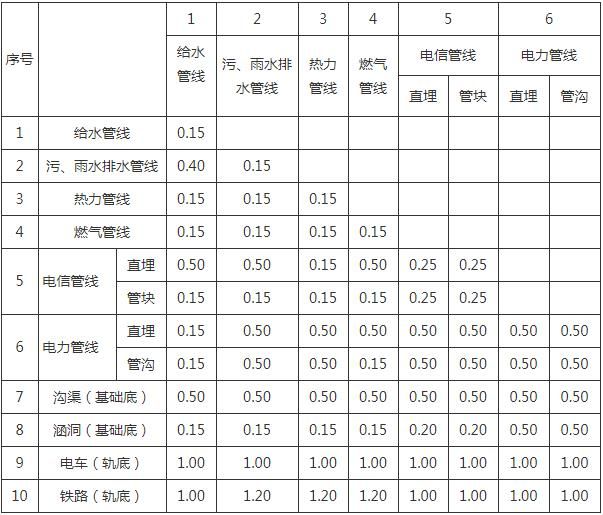 序号 1 2 3 4 5 6
给水管线 污、雨水排水管线 热力管线 燃气管线 电信管线 电力管线
直埋 管块 直埋 管沟
1 给水管线 0.15
2 污、雨水排水管线 0.40 0.15
3 热力管线 0.15 0.15 0.15
4 燃气管线 0.15 0.15 0.15 0.15
5 电信管线 直埋 0.50 0.50 0.15 0.50 0.25 0.25
管块 0.15 0.15 0.15 0.15 0.25 0.25
6 电力管线 直埋 0.15 0.50 0.50 0.50 0.50 0.50 0.50 0.50
管沟 0.15 0.50 0.50 0.15 0.50 0.50 0.50 0.50
7 沟渠（基础底） 0.50 0.50 0.50 0.50 0.50 0.50 0.50 0.50
8 涵洞（基础底） 0.15 0.15 0.15 0.15 0.20 0.20 0.50 0.50
9 电车（轨底） 1.00 1.00 1.00 1.00 1.00 1.00 1.00 1.00
10 铁路（轨底） 1.00 1.20 1.20 1.20 1.00 1.00 1.00 1.00